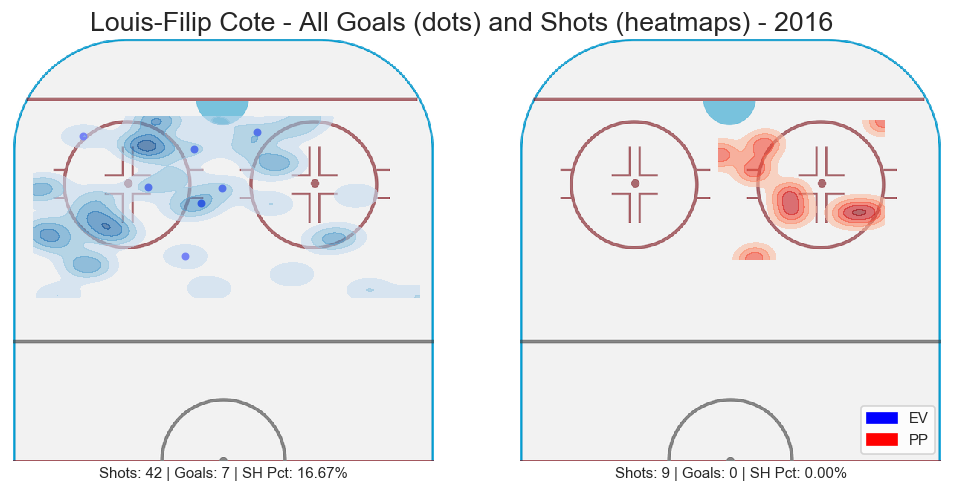 Louis-Filip Cote - All Goals (dots) and Shots (heatmaps) - 2016
EV
PP
Shots: 42 | Goals: 7 | SH Pct: 16.67%
Shots: 9 | Goals: 0 | SH Pct: 0.00%